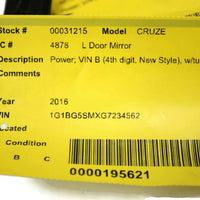 Stock # 00031215 Model CRUZE
C # 4878 L Door Mirror
Description Power; VIN B (4th digit, New Style), w/tu
Comments
Year 2016
VIN 1G1BG5SMXG7234562
ocated
Condition
B C
0000195621